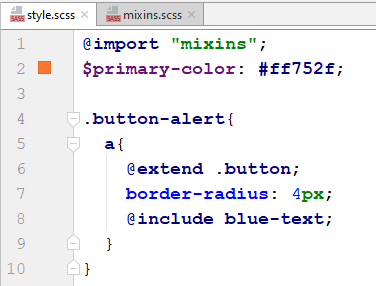 style.scss mixins.scss
1 @import "mixins";
2 $primary-color: #ff752f;
3
4 .button-alert{
5 a{
6 @extend .button;
7 border-radius: 4px;
8 @include blue-text;
9 }
10 }